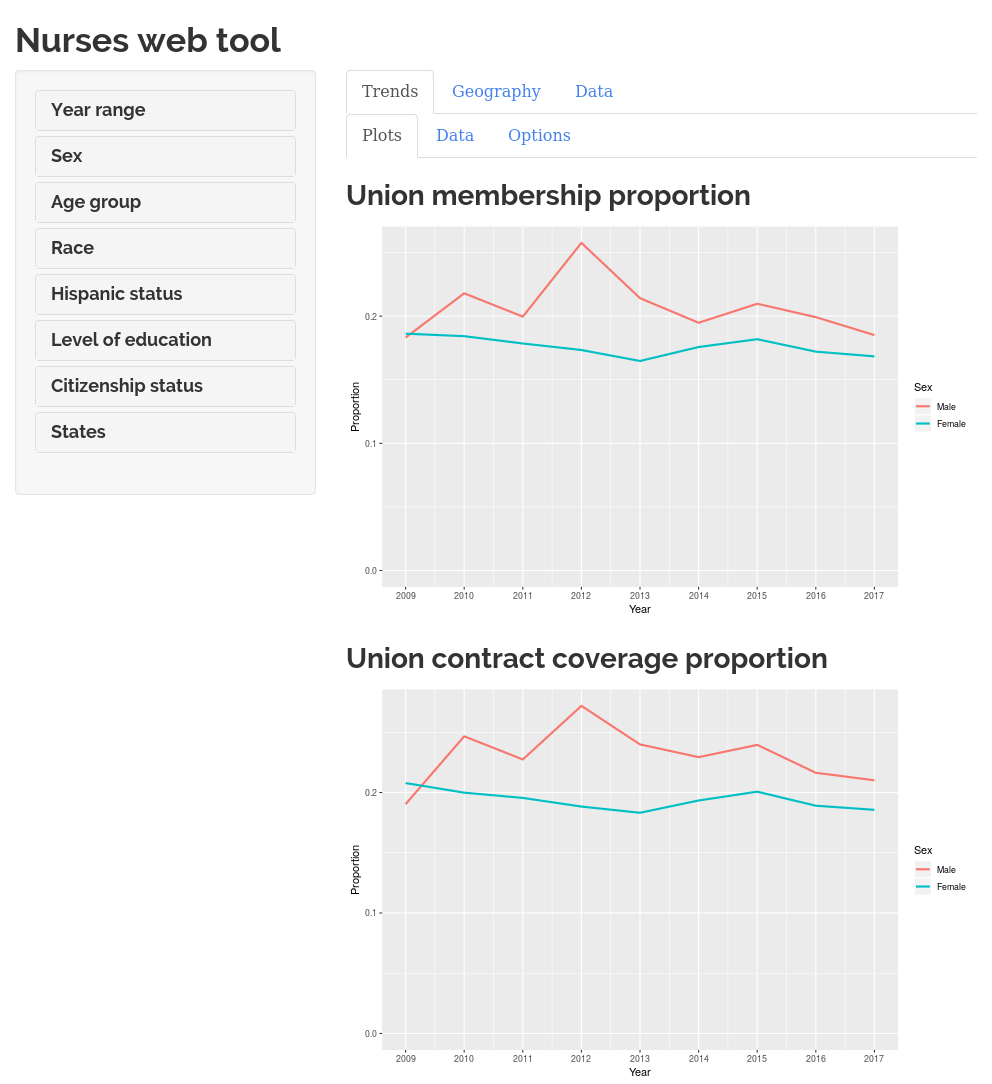 Nurses web tool
Year range
Sex
Age group
Race
Hispanic status
Level of education
Citizenship status
States
Trends Geography Data
Plots Data Options
Union membership proportion
Proportion
0.2
0.1
0.0
2009 2010 2011 2012 2013 2014 2015 2016 2017
Year
Sex
Male
Female
Union contract coverage proportion
Proportion
0.2
0.1
0.0
2009 2010 2011 2012 2013 2014 2015 2016 2017
Year
Sex
Male
Female